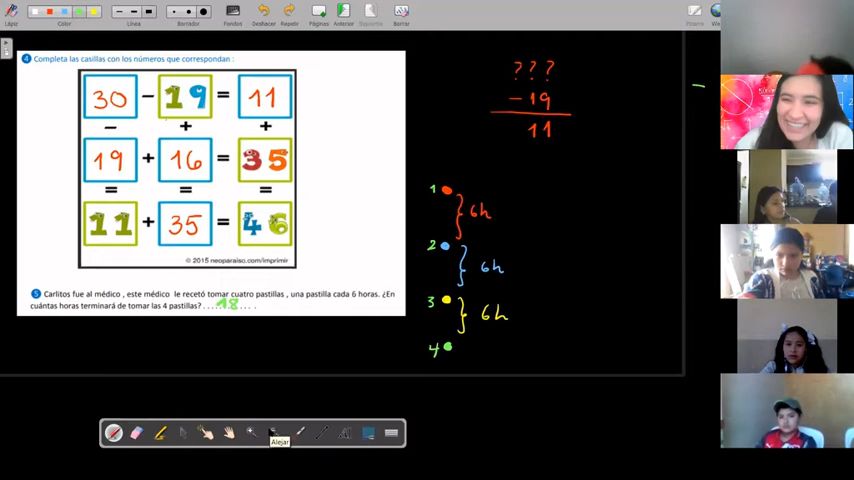 Lápiz
Color
Línea
Borrador
Fondos
Deshacer
Rehacer
Páginas
Anterior
Siguiente
Borrar
4 Completa las casillas con los números que correspondan :
30 - 19 = 11
- + +
19 + 16 = 35
= = =
11 + 35 = 46
© 2015 neoparaiso.com/imprimir
5 Carlitos fue al médico , este médico le recetó tomar cuatro pastillas , una pastilla cada 6 horas. ¿En
cuántas horas terminará de tomar las 4 pastillas? .....18.... .
? ? ?
- 19
11
1
6h
2
6h
3
6h
4
Alejar